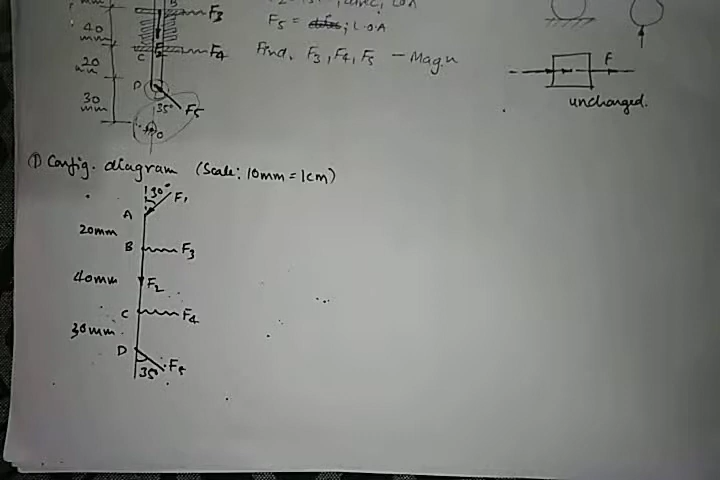 B
F3
F5 = ; L.O.A
40
mm
C
F4
Find, F3, F4, F5 - Magn
20
mm
D
F
30
mm
35°
F5
O
unchanged.
① Config. diagram (Scale: 10mm = 1cm)
30°
F1
A
20mm
B
F3
40mm
F2
C
F4
30mm
D
F5
35°